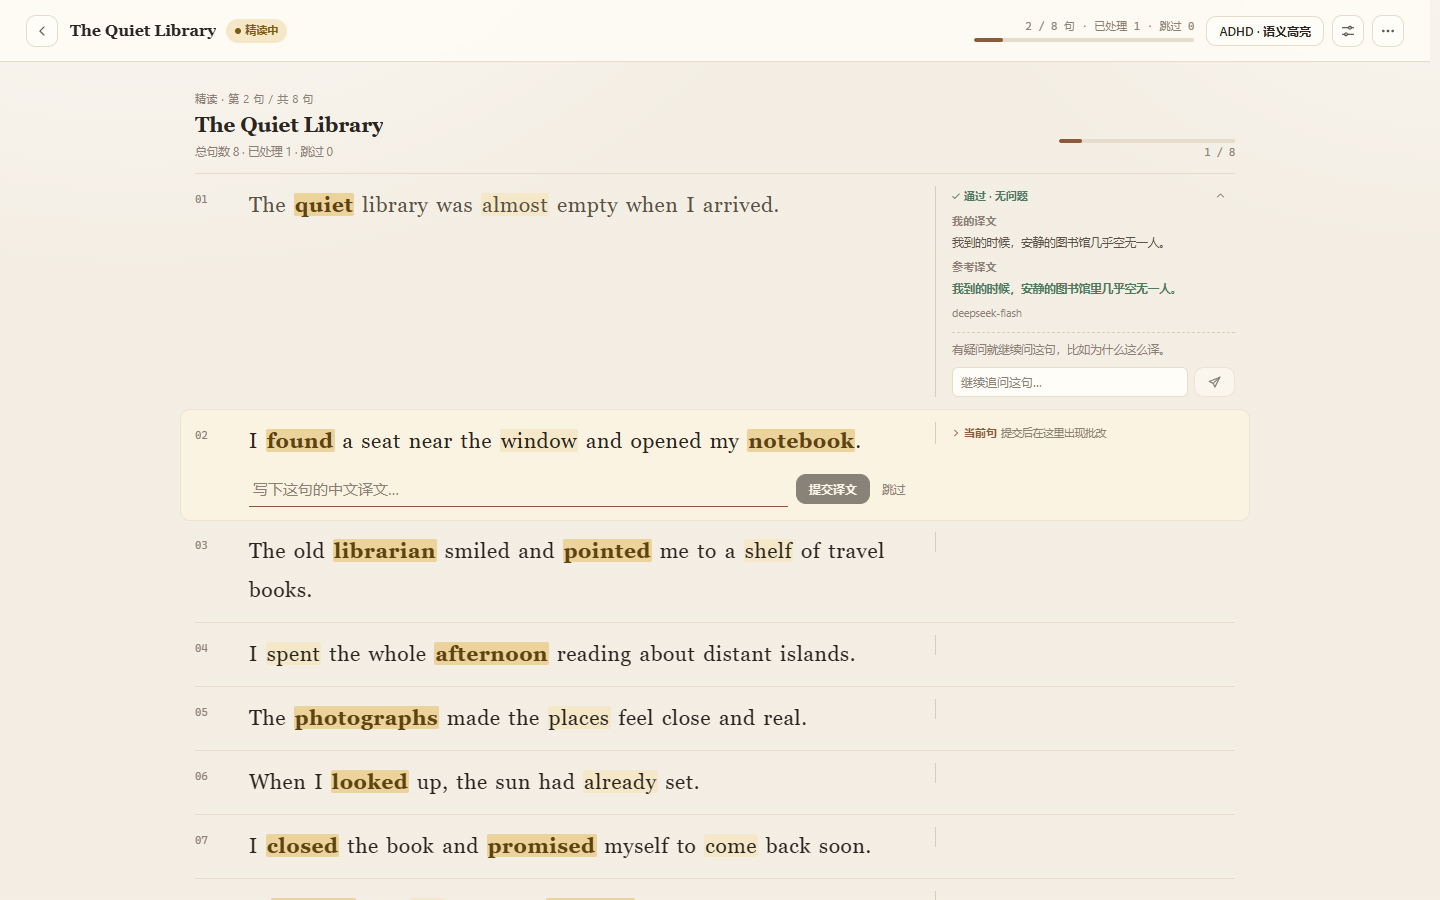 The Quiet Library
精读中
2 / 8 句 · 已处理 1 · 跳过 0
ADHD · 语义高亮
精读 · 第 2 句 / 共 8 句
The Quiet Library
总句数 8 · 已处理 1 · 跳过 0
1 / 8
01
The quiet library was almost empty when I arrived.
通过 · 无问题
我的译文
我到的时候，安静的图书馆几乎空无一人。
参考译文
我到的时候，安静的图书馆里几乎空无一人。
deepseek-flash
有疑问就继续问这句，比如为什么这么译。
继续追问这句...
02
I found a seat near the window and opened my notebook.
当前句 提交后在这里出现批改
写下这句的中文译文...
提交译文
跳过
03
The old librarian smiled and pointed me to a shelf of travel
books.
04
I spent the whole afternoon reading about distant islands.
05
The photographs made the places feel close and real.
06
When I looked up, the sun had already set.
07
I closed the book and promised myself to come back soon.